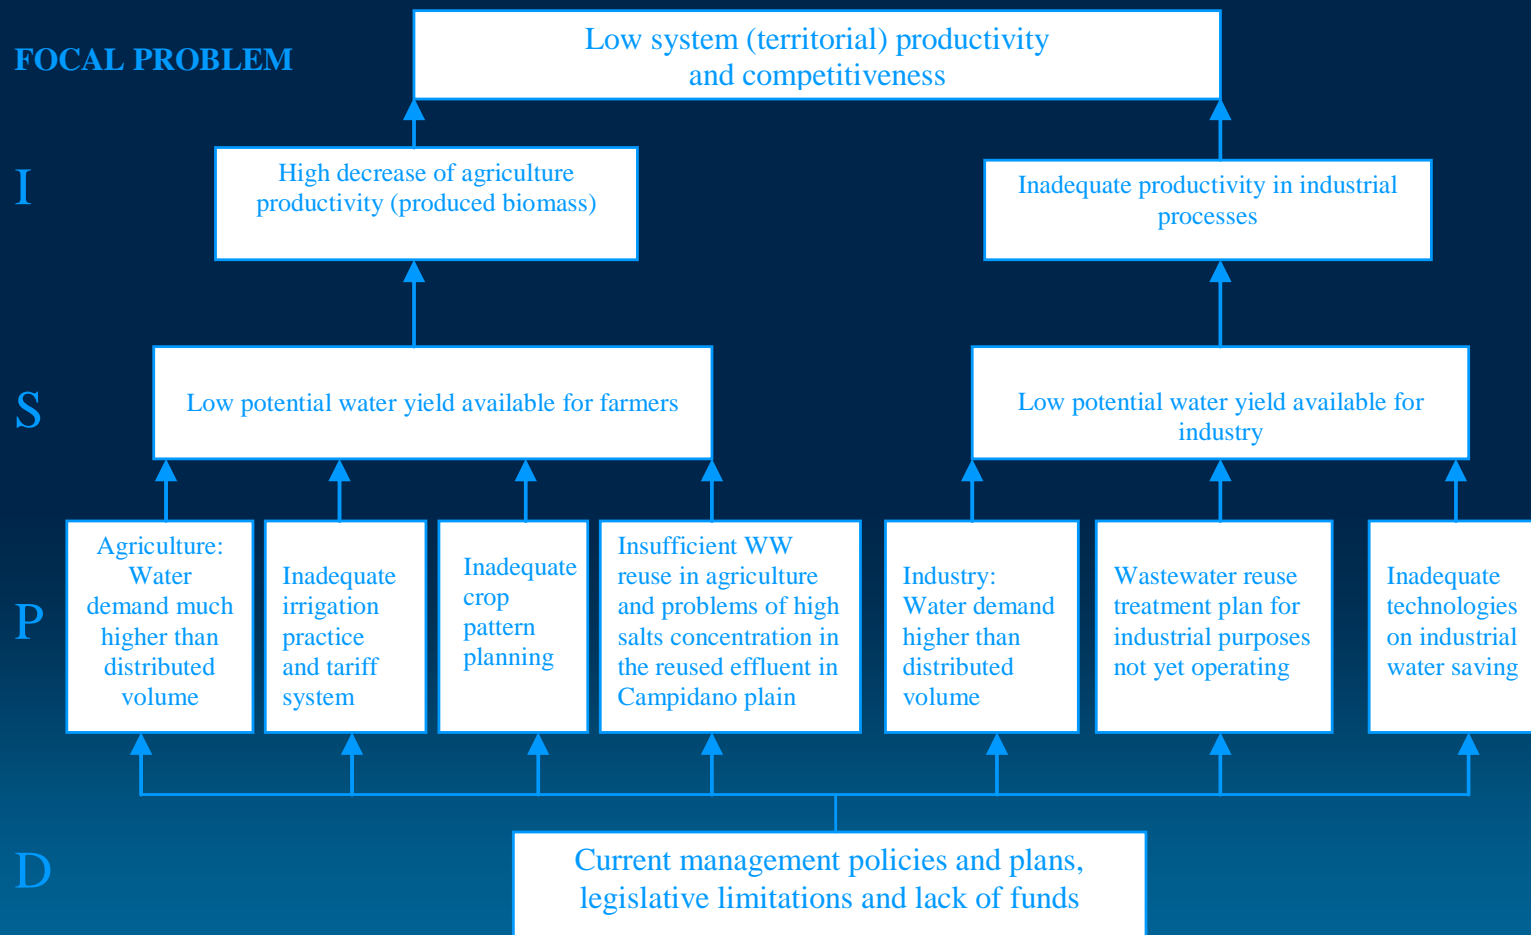 FOCAL PROBLEM
Low system (territorial) productivity
and competitiveness
I
High decrease of agriculture
productivity (produced biomass)
Inadequate productivity in industrial
processes
S
Low potential water yield available for farmers
Low potential water yield available for
industry
P
Agriculture:
Water
demand much
higher than
distributed
volume
Inadequate
irrigation
practice
and tariff
system
Inadequate
crop
pattern
planning
Insufficient WW
reuse in agriculture
and problems of high
salts concentration in
the reused effluent in
Campidano plain
Industry:
Water demand
higher than
distributed
volume
Wastewater reuse
treatment plan for
industrial purposes
not yet operating
Inadequate
technologies
on industrial
water saving
D
Current management policies and plans,
legislative limitations and lack of funds